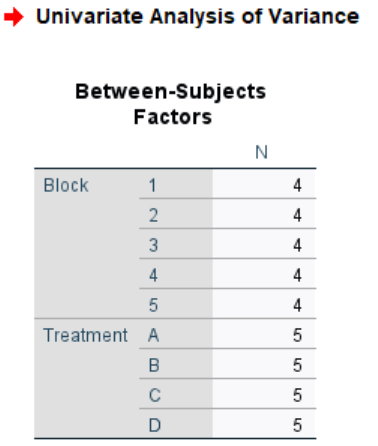 Univariate Analysis of Variance
Between-Subjects
Factors
N
Block 1 4
2 4
3 4
4 4
5 4
Treatment A 5
B 5
C 5
D 5